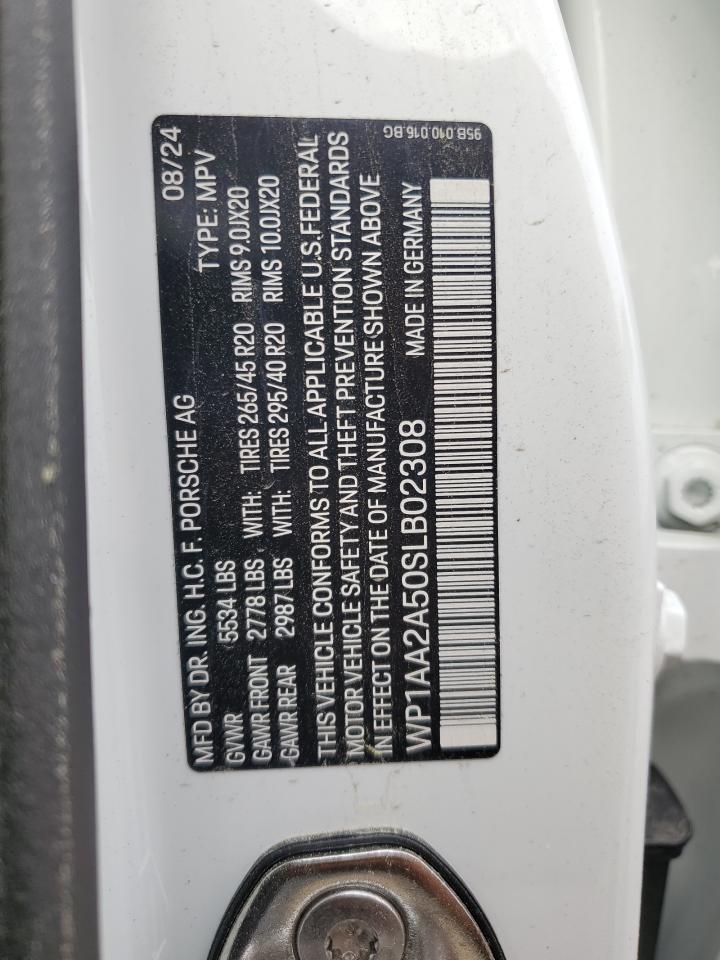 MFD BY DR. ING. H.C. F. PORSCHE AG 08/24
GVWR 5534 LBS TYPE: MPV
GAWR FRONT 2778 LBS WITH: TIRES 265/45 R20 RIMS 9.0JX20
GAWR REAR 2987 LBS WITH: TIRES 295/40 R20 RIMS 10.0JX20
THIS VEHICLE CONFORMS TO ALL APPLICABLE U.S. FEDERAL
MOTOR VEHICLE SAFETY AND THEFT PREVENTION STANDARDS
IN EFFECT ON THE DATE OF MANUFACTURE SHOWN ABOVE
WP1AA2A50SLB02308 MADE IN GERMANY
95B.010.016.BG